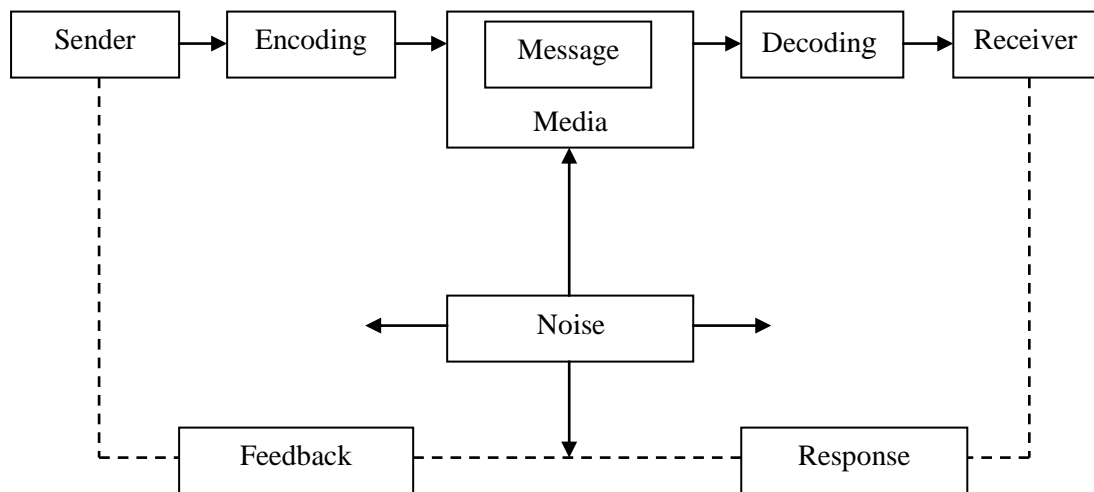 Sender
Encoding
Message
Media
Decoding
Receiver
Noise
Feedback
Response